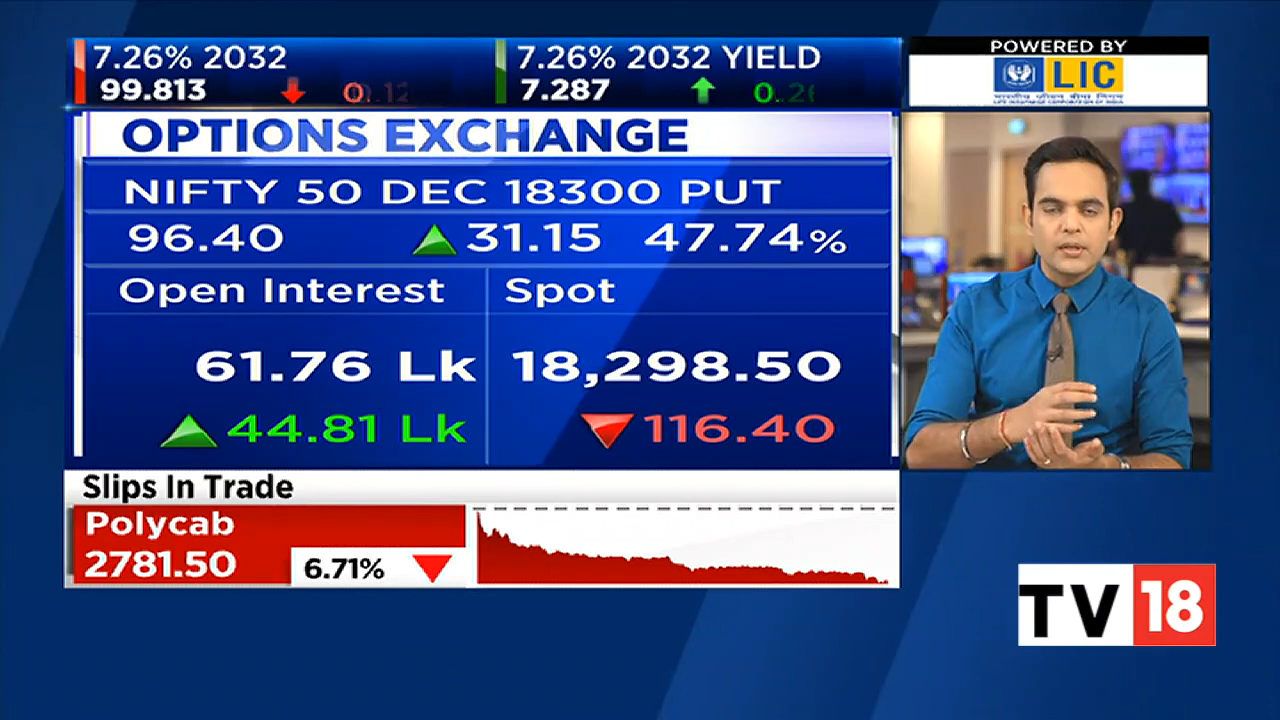 7.26% 2032
99.813
7.26% 2032 YIELD
7.287
POWERED BY
LIC
OPTIONS EXCHANGE
NIFTY 50 DEC 18300 PUT
96.40 31.15 47.74%
Open Interest
Spot
61.76 Lk
18,298.50
44.81 Lk
116.40
Slips In Trade
Polycab
2781.50
6.71%
TV18